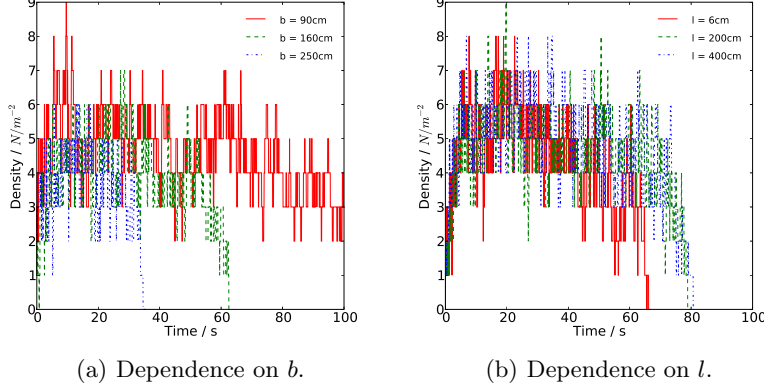 9
8
7
6
5
4
3
2
1
0
Density / N/m⁻²
b = 90cm
b = 160cm
b = 250cm
0 20 40 60 80 100
Time / s
(a) Dependence on b.
9
8
7
6
5
4
3
2
1
0
Density / N/m⁻²
l = 6cm
l = 200cm
l = 400cm
0 20 40 60 80 100
Time / s
(b) Dependence on l.